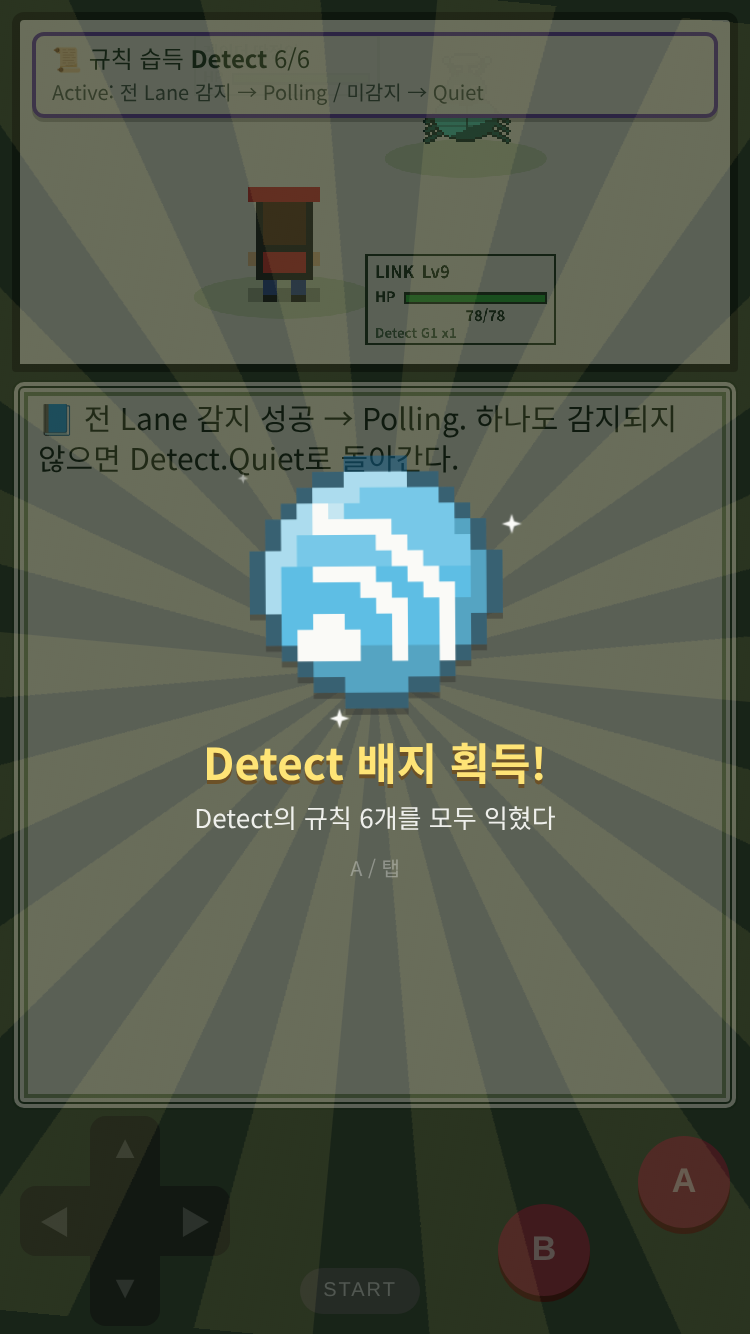 📜 규칙 습득 Detect 6/6
Active: 전 Lane 감지 → Polling / 미감지 → Quiet
LINK Lv9
HP
78/78
Detect G1 x1
📘 전 Lane 감지 성공 → Polling. 하나도 감지되지
않으면 Detect.Quiet로 돌아간다.
Detect 배지 획득!
Detect의 규칙 6개를 모두 익혔다
A / 탭
A
B
START